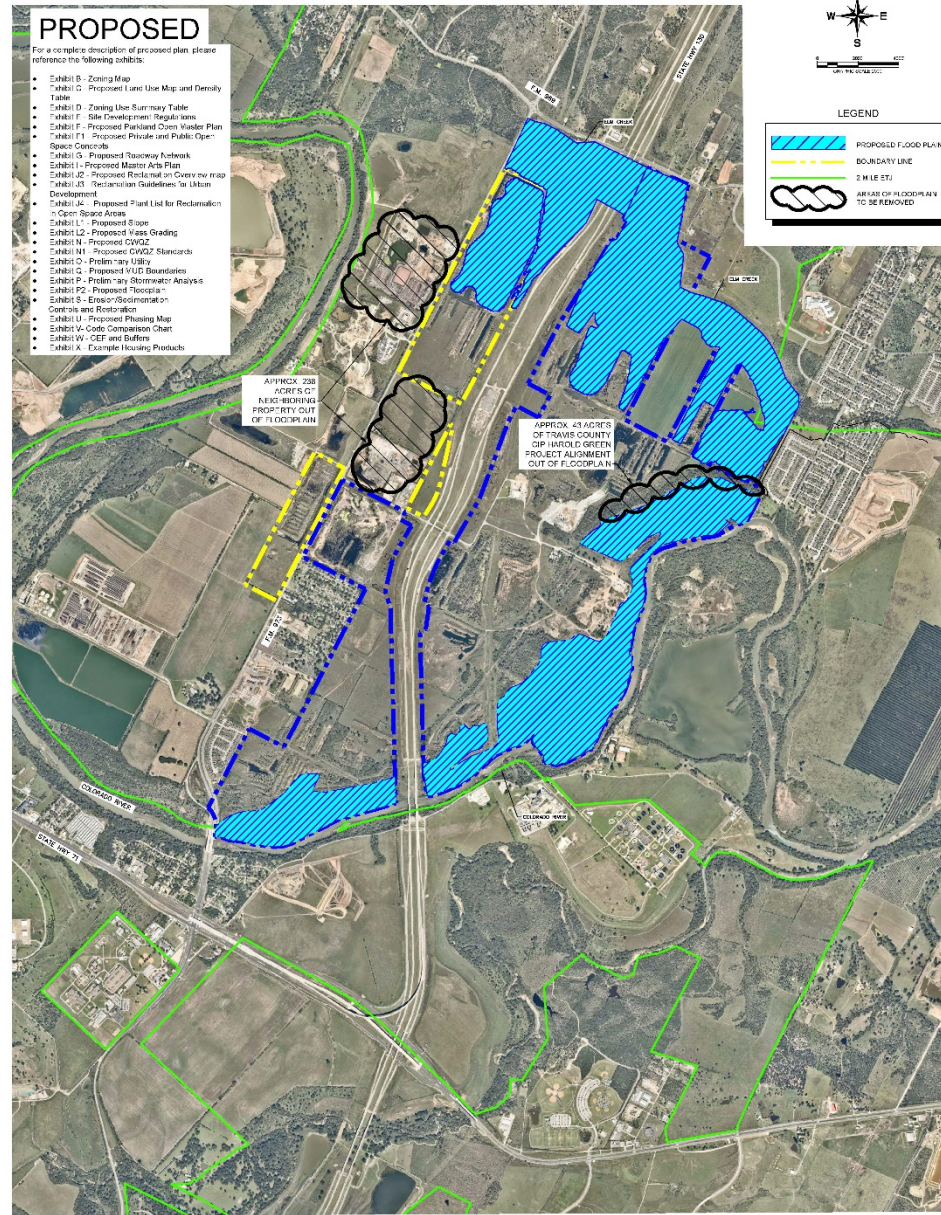 PROPOSED
For a complete description of proposed plan, please
reference the following exhibits:
• Exhibit B - Zoning Map
• Exhibit C - Proposed Land Use Map and Density
Table
• Exhibit D - Zoning Use Summary Table
• Exhibit E - Site Development Regulations
• Exhibit F - Proposed Parkland Open Master Plan
• Exhibit F1 - Proposed Private and Public Open
Space Concepts
• Exhibit G - Proposed Roadway Network
• Exhibit I - Proposed Master Arts Plan
• Exhibit J2 - Proposed Reclamation Overview map
• Exhibit J3 - Reclamation Guidelines for Urban
Development
• Exhibit J4 - Proposed Plant List for Reclamation
in Open Space Areas
• Exhibit L1 - Proposed Slope
• Exhibit L2 - Proposed Mass Grading
• Exhibit N - Proposed CWQZ
• Exhibit N1 - Proposed CWQZ Standards
• Exhibit O - Preliminary Utility
• Exhibit Q - Proposed MUD Boundaries
• Exhibit P - Preliminary Stormwater Analysis
• Exhibit P2 - Proposed Floodplain
• Exhibit S - Erosion/Sedimentation
Controls and Restoration
• Exhibit U - Proposed Phasing Map
• Exhibit V - Code Comparison Chart
• Exhibit W - CEF and Buffers
• Exhibit X - Example Housing Products
W E
S
LEGEND
PROPOSED FLOOD PLAIN
BOUNDARY LINE
2 MILE ETJ
AREAS OF FLOODPLAIN
TO BE REMOVED
STATE HWY 130
F.M. 969
ELM CREEK
ELM CREEK
APPROX. 238
ACRES OF
NEIGHBORING
PROPERTY OUT
OF FLOODPLAIN
APPROX. 43 ACRES
OF TRAVIS COUNTY
CIP HAROLD GREEN
PROJECT ALIGNMENT
OUT OF FLOODPLAIN
F.M. 973
COLORADO RIVER
COLORADO RIVER
STATE HWY 71